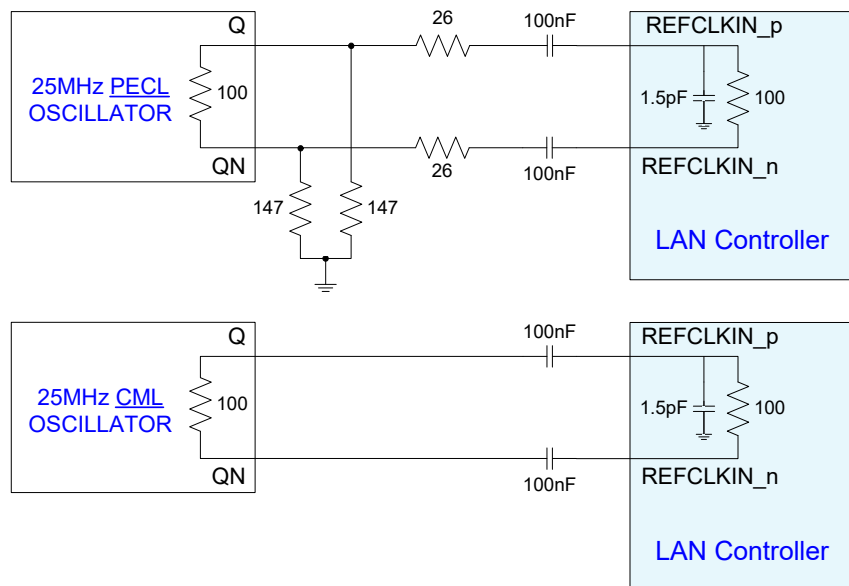 Q
26
100nF
REFCLKIN_p
25MHz PECL
OSCILLATOR
100
1.5pF
100
QN
26
100nF
REFCLKIN_n
147
147
LAN Controller
Q
100nF
REFCLKIN_p
25MHz CML
OSCILLATOR
100
1.5pF
100
QN
100nF
REFCLKIN_n
LAN Controller